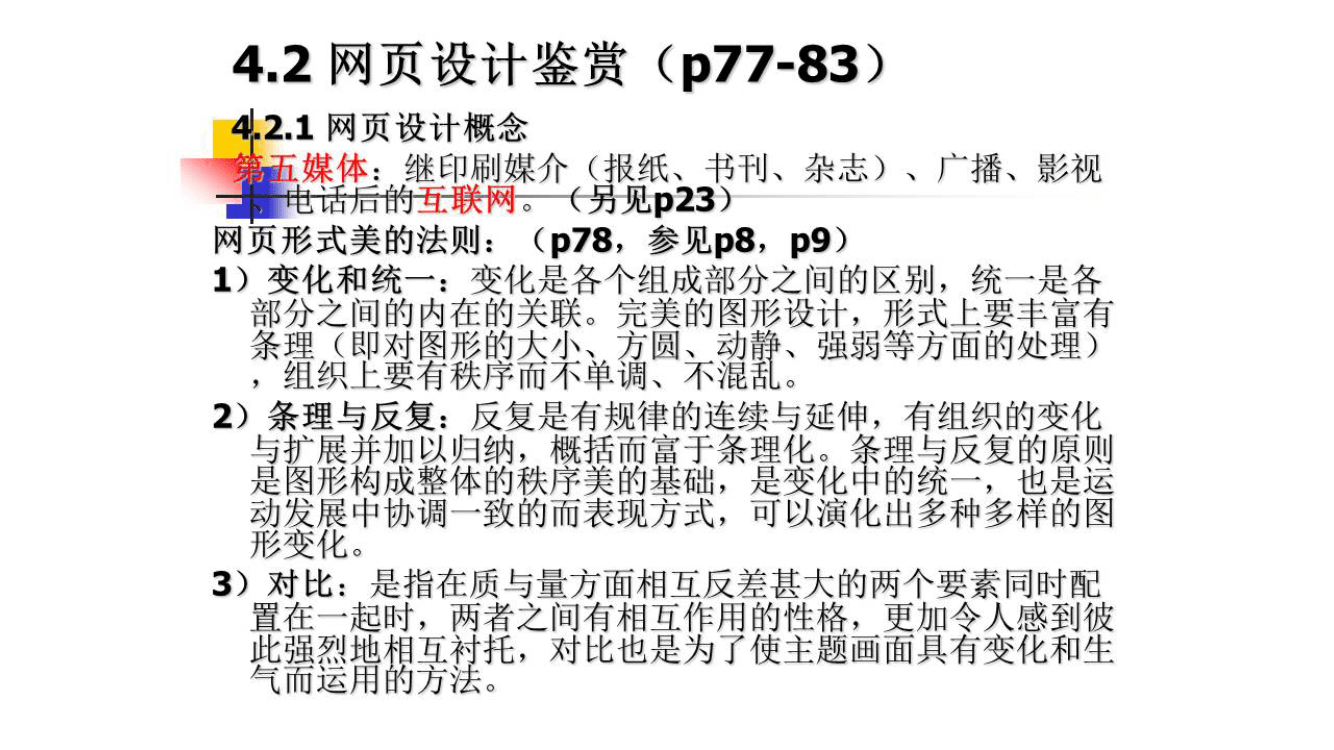 4.2 网页设计鉴赏（p77-83）
4.2.1 网页设计概念
第五媒体：继印刷媒介（报纸、书刊、杂志）、广播、影视
、电话后的互联网。（另见p23）
网页形式美的法则：（p78，参见p8，p9）
1）变化和统一：变化是各个组成部分之间的区别，统一是各
部分之间的内在的关联。完美的图形设计，形式上要丰富有
条理（即对图形的大小、方圆、动静、强弱等方面的处理）
，组织上要有秩序而不单调、不混乱。
2）条理与反复：反复是有规律的连续与延伸，有组织的变化
与扩展并加以归纳，概括而富于条理化。条理与反复的原则
是图形构成整体的秩序美的基础，是变化中的统一，也是运
动发展中协调一致的而表现方式，可以演化出多种多样的图
形变化。
3）对比：是指在质与量方面相互反差甚大的两个要素同时配
置在一起时，两者之间有相互作用的性格，更加令人感到彼
此强烈地相互衬托，对比也是为了使主题画面具有变化和生
气而运用的方法。